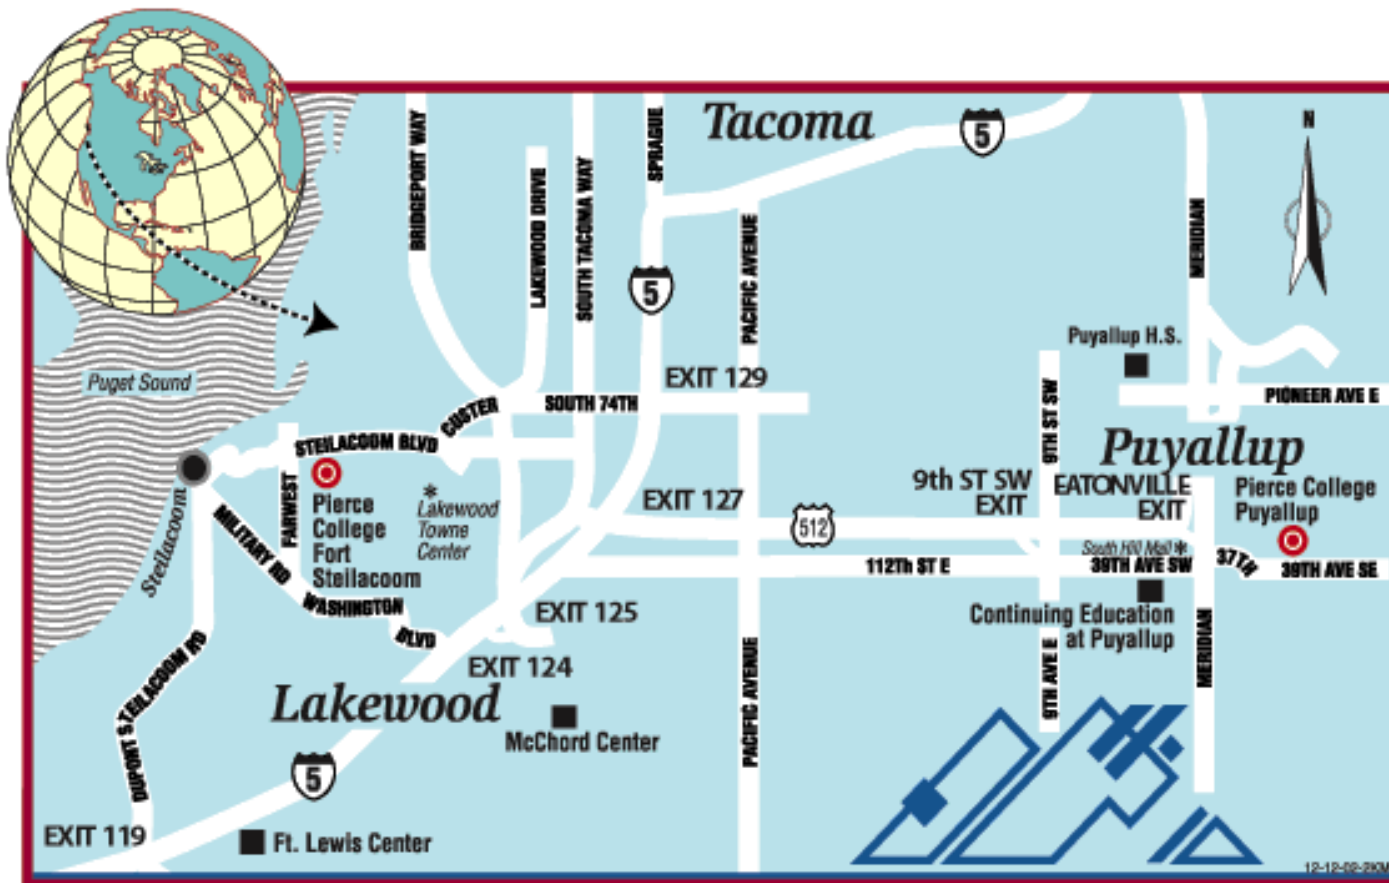 Tacoma
5
N
BRIDGEPORT WAY
LAKEWOOD DRIVE
SOUTH TACOMA WAY
SPRAGUE
5
PACIFIC AVENUE
MERIDIAN
Puyallup H.S.
Puget Sound
EXIT 129
SOUTH 74TH
CUSTER
STEILACOOM BLVD
PIONEER AVE E
9TH ST SW
Puyallup
FARWEST
Pierce
College
Fort
Steilacoom
*
Lakewood
Towne
Center
EXIT 127
512
9th ST SW
EXIT
EATONVILLE
EXIT
Pierce College
Puyallup
South Hill Mall *
Steilacoom
MILITARY RD
WASHINGTON
BLVD
112Th ST E
39TH AVE SW
37TH
39TH AVE SE
EXIT 125
Continuing Education
at Puyallup
EXIT 124
DUPONT STEILACOOM RD
Lakewood
McChord Center
PACIFIC AVENUE
9TH AVE E
MERIDIAN
5
EXIT 119
Ft. Lewis Center